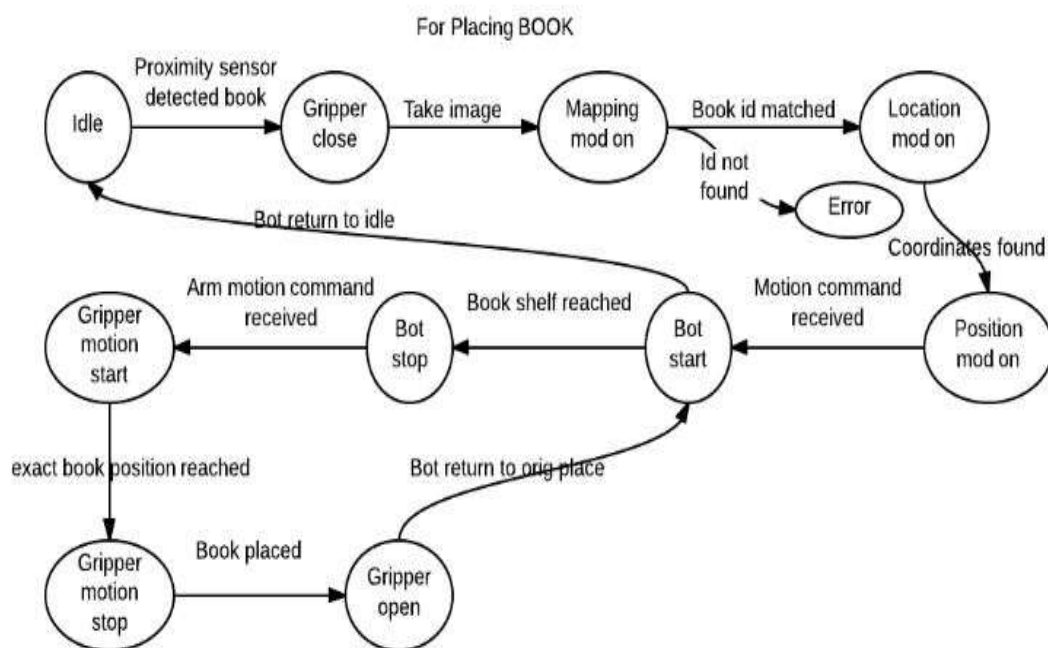 For Placing BOOK
Proximity sensor
detected book
Idle
Gripper
close
Take image
Mapping
mod on
Book id matched
Location
mod on
Id not
found
Error
Bot return to idle
Coordinates found
Arm motion command
received
Book shelf reached
Motion command
received
Gripper
motion
start
Bot
stop
Bot
start
Position
mod on
exact book position reached
Bot return to orig place
Gripper
motion
stop
Book placed
Gripper
open